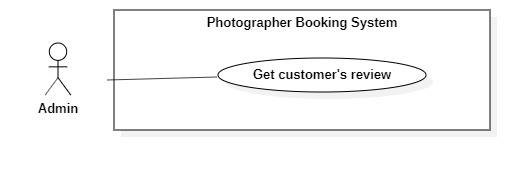 Photographer Booking System
Get customer's review
Admin